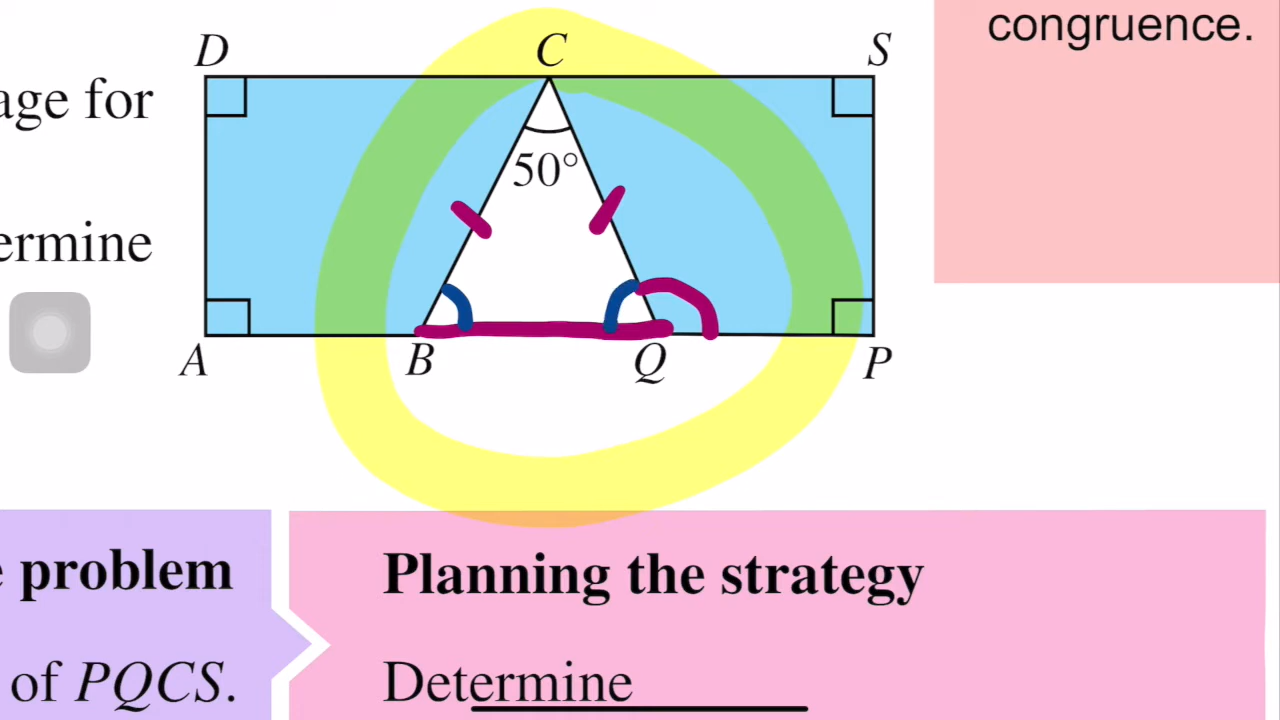 congruence.
D C S
age for
50°
ermine
A B Q P
e problem
Planning the strategy
of PQCS.
Determine